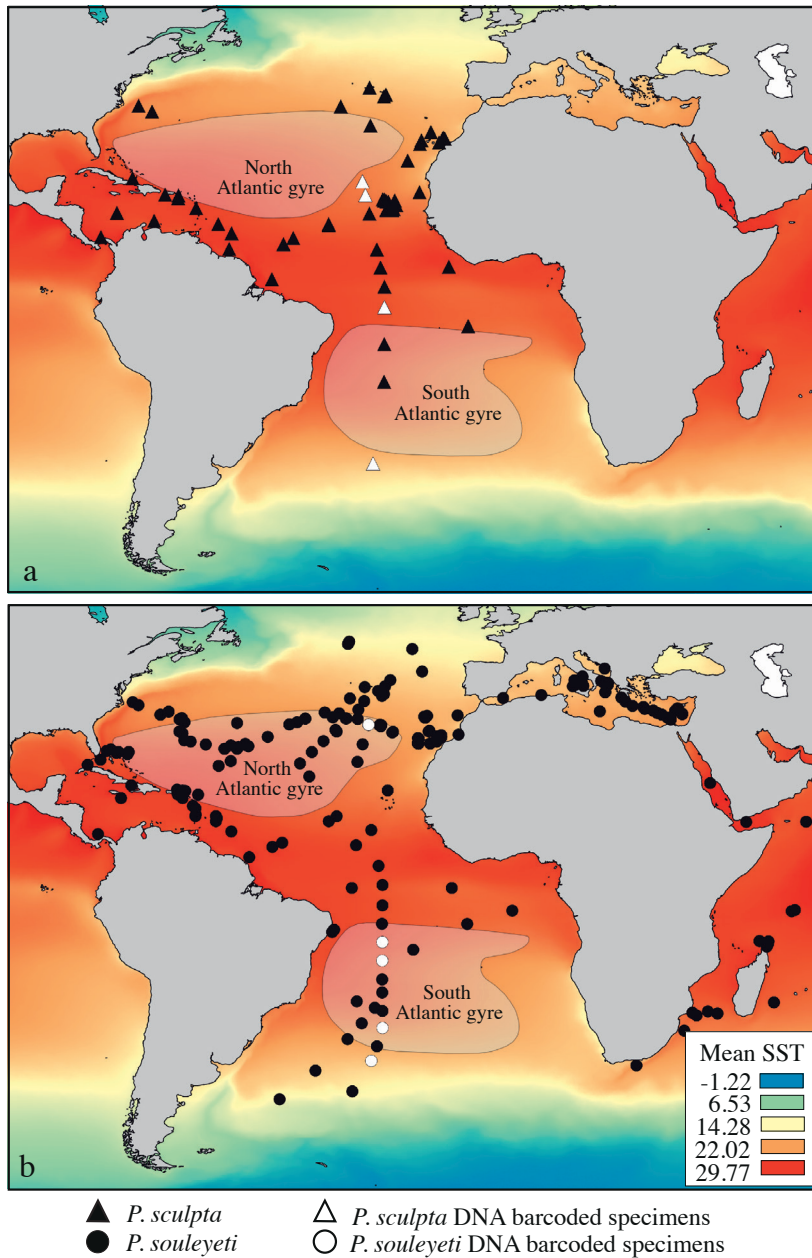 North
Atlantic gyre
South
Atlantic gyre
a
North
Atlantic gyre
South
Atlantic gyre
Mean SST
-1.22
6.53
14.28
22.02
29.77
b
P. sculpta
P. sculpta DNA barcoded specimens
P. souleyeti
P. souleyeti DNA barcoded specimens